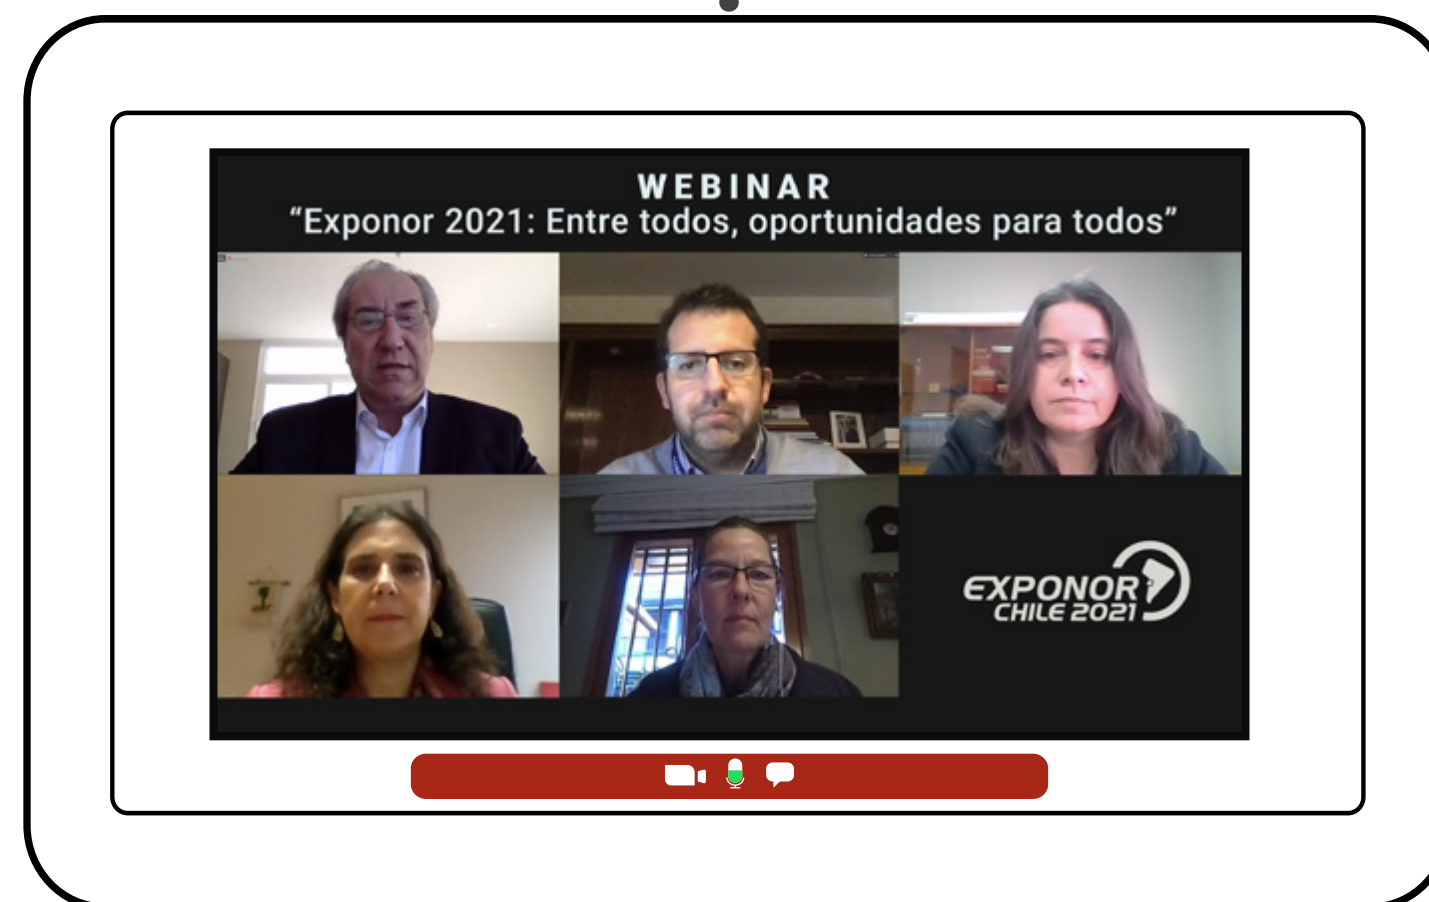 WEBINAR
“Exponor 2021: Entre todos, oportunidades para todos”
EXPONOR
CHILE 2021